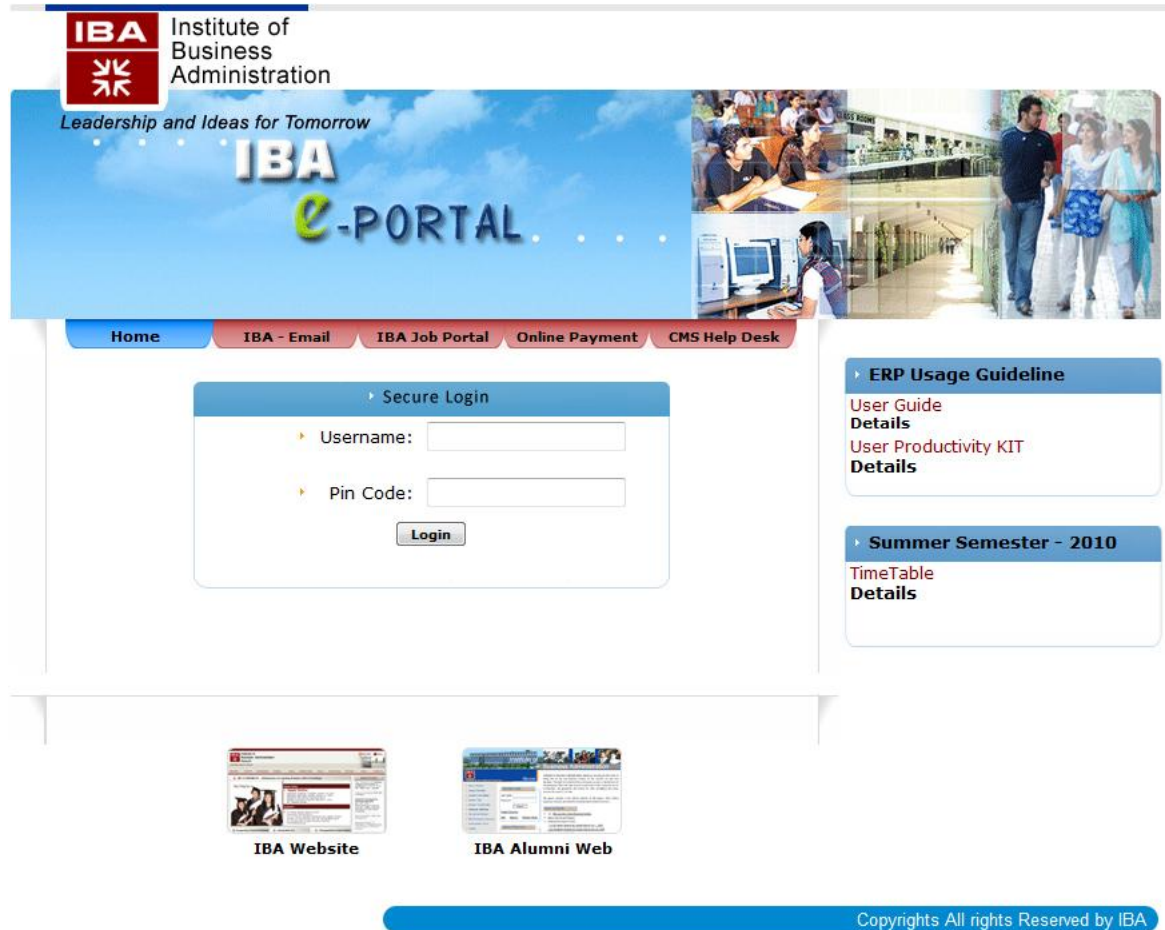 IBA
Institute of
Business
Administration
Leadership and Ideas for Tomorrow
IBA
e-PORTAL
CLASS ROOMS
Home
IBA - Email
IBA Job Portal
Online Payment
CMS Help Desk
Secure Login
Username:
Pin Code:
Login
ERP Usage Guideline
User Guide
Details
User Productivity KIT
Details
Summer Semester - 2010
TimeTable
Details
IBA Website
IBA Alumni Web
Copyrights All rights Reserved by IBA